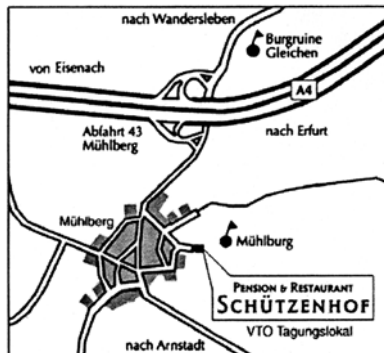 nach Wandersleben
Burgruine
Gleichen
von Eisenach
A4
Abfahrt 43
Mühlberg
nach Erfurt
Mühlberg
Mühlburg
PENSION & RESTAURANT
SCHÜTZENHOF
VTO Tagungslokal
nach Arnstadt